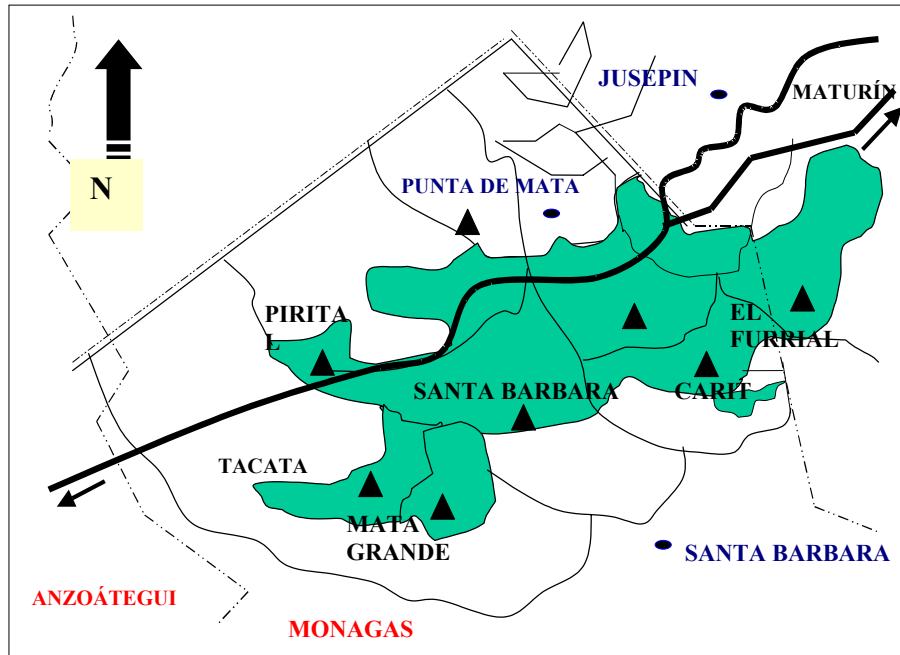 JUSEPIN
MATURÍN
N
PUNTA DE MATA
PIRITA
L
EL
FURRIAL
SANTA BARBARA
CARIT
TACATA
MATA
GRANDE
SANTA BARBARA
ANZOÁTEGUI
MONAGAS